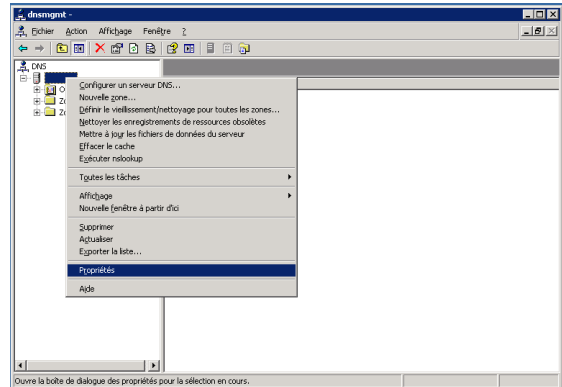 dnsmgmt -
Fichier Action Affichage Fenêtre ?
DNS
Configurer un serveur DNS...
Nouvelle zone...
Définir le vieillissement/nettoyage pour toutes les zones...
Nettoyer les enregistrements de ressources obsolètes
Mettre à jour les fichiers de données du serveur
Effacer le cache
Exécuter nslookup
Toutes les tâches
Affichage
Nouvelle fenêtre à partir d'ici
Supprimer
Actualiser
Exporter la liste...
Propriétés
Aide
Ouvre la boîte de dialogue des propriétés pour la sélection en cours.